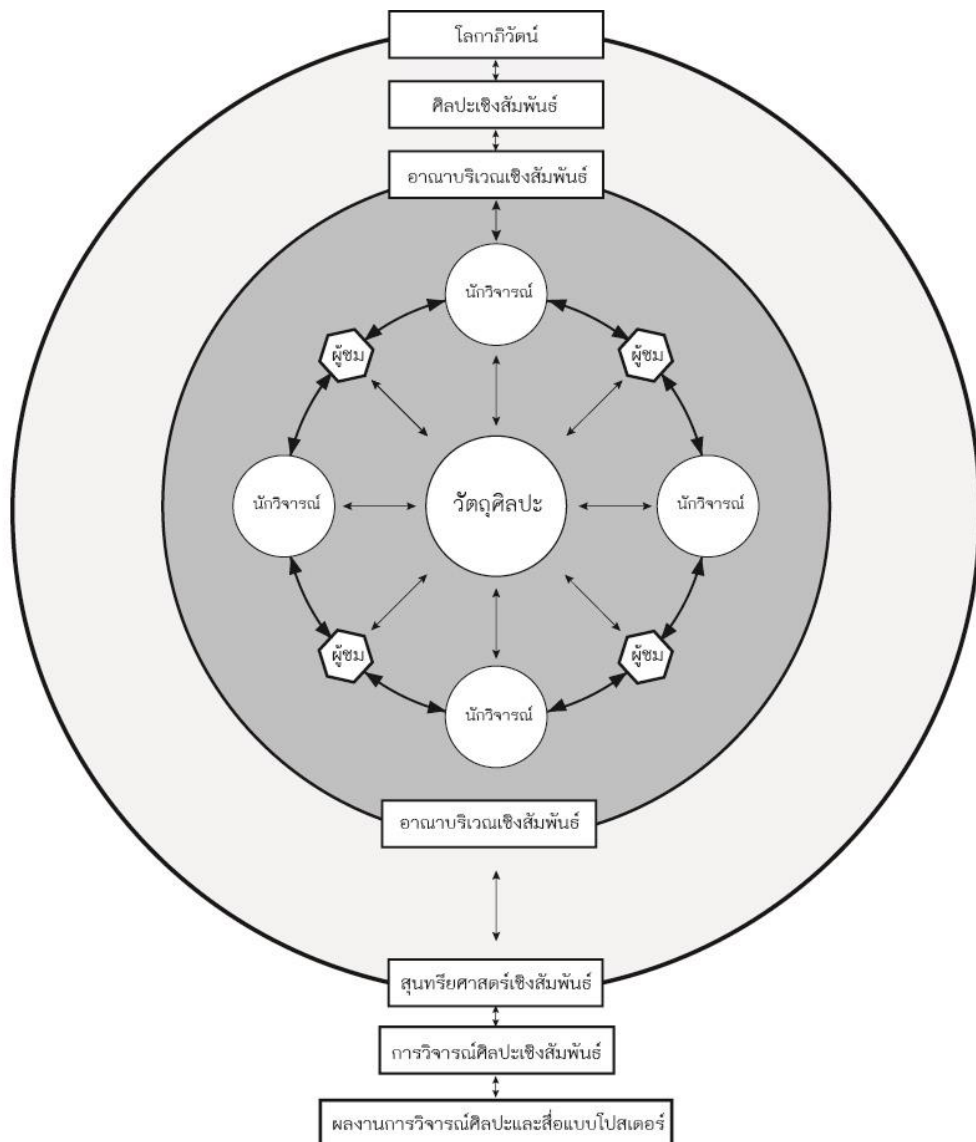 โลกาภิวัตน์
ศิลปะเชิงสัมพันธ์
อาณาบริเวณเชิงสัมพันธ์
นักวิจารณ์
ผู้ชม
ผู้ชม
นักวิจารณ์
วัตถุศิลปะ
นักวิจารณ์
ผู้ชม
ผู้ชม
นักวิจารณ์
อาณาบริเวณเชิงสัมพันธ์
สุนทรียศาสตร์เชิงสัมพันธ์
การวิจารณ์ศิลปะเชิงสัมพันธ์
ผลงานการวิจารณ์ศิลปะและสื่อแบบโปสเตอร์